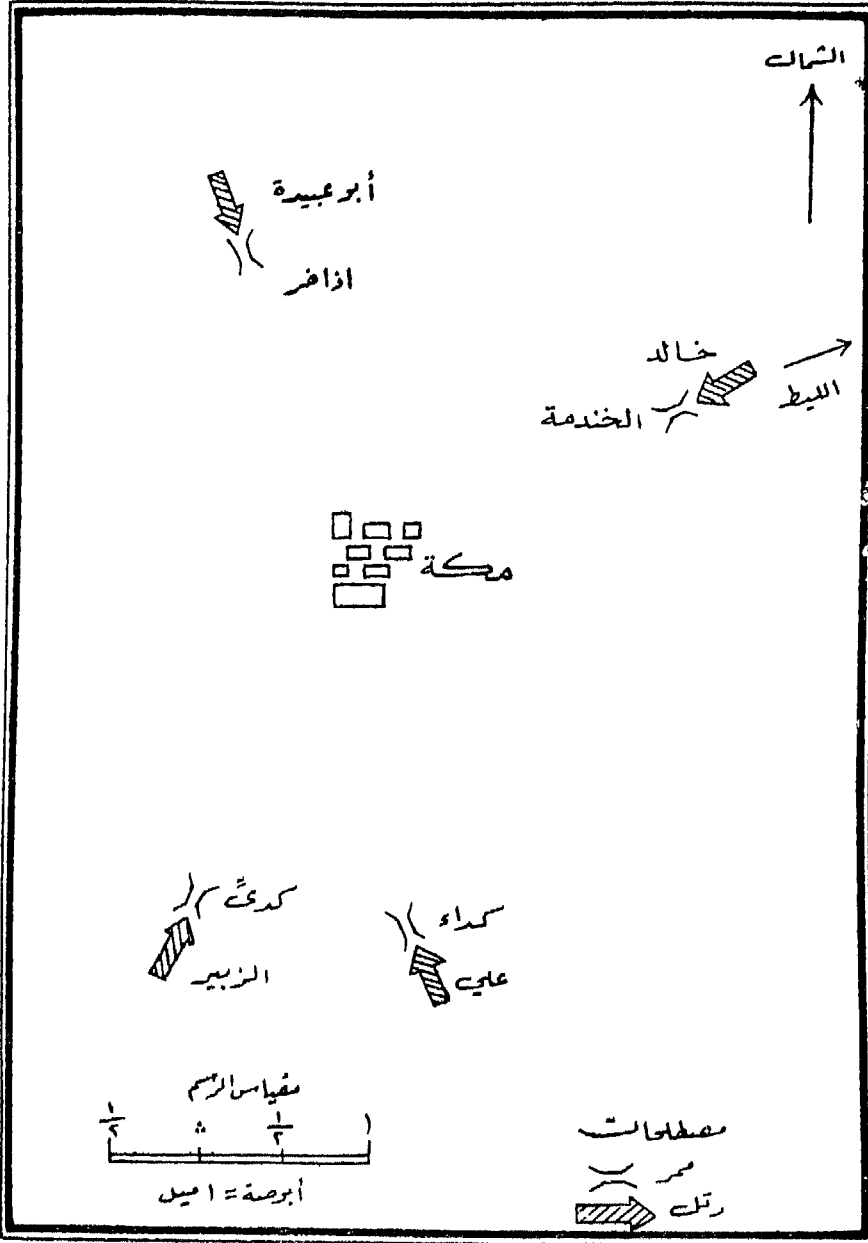 الشمال
أبو عبيدة
اذاخر
خالد
الليط
الخندمة
مكة
كدىً
كداء
الزبير
علي
مقياس الرسم
١/٢ ٠ ١/٢ ١
أبوصة = ١ ميل
مصطلحات
ممر
رتل